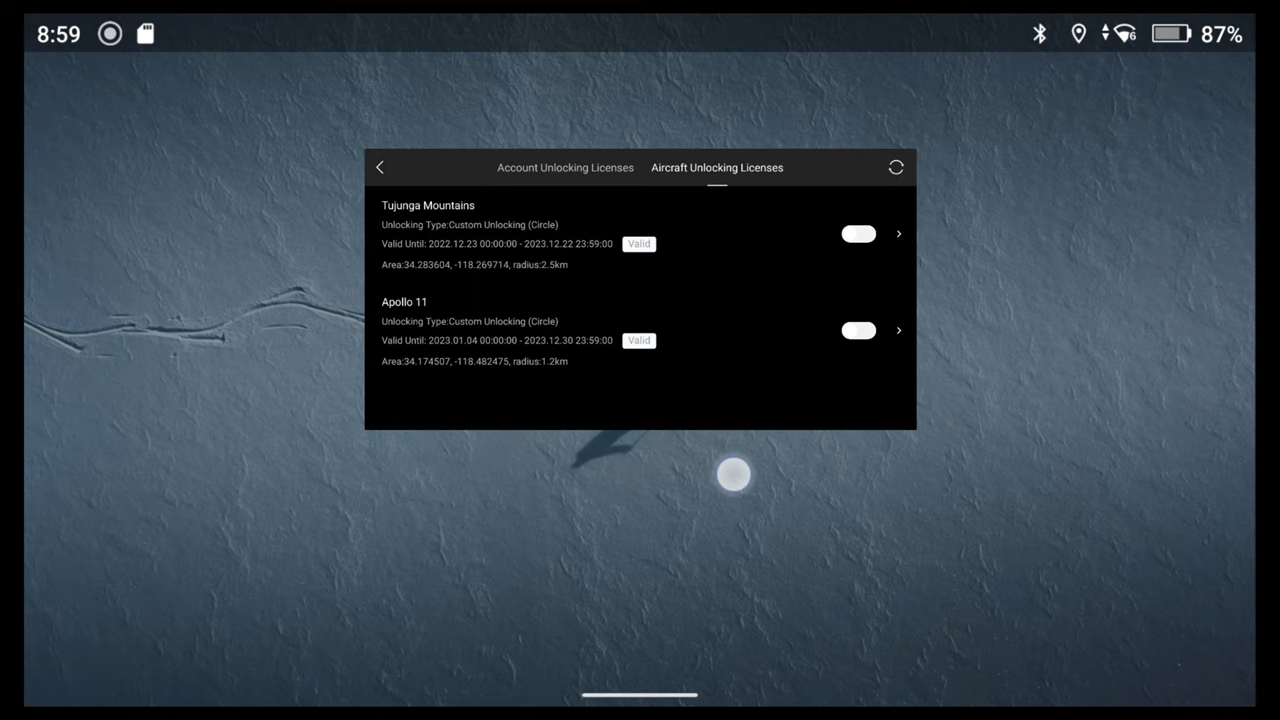 8:59
6
87%
Account Unlocking Licenses
Aircraft Unlocking Licenses
Tujunga Mountains
Unlocking Type:Custom Unlocking (Circle)
Valid Until: 2022.12.23 00:00:00 - 2023.12.22 23:59:00
Valid
Area:34.283604, -118.269714, radius:2.5km
Apollo 11
Unlocking Type:Custom Unlocking (Circle)
Valid Until: 2023.01.04 00:00:00 - 2023.12.30 23:59:00
Valid
Area:34.174507, -118.482475, radius:1.2km